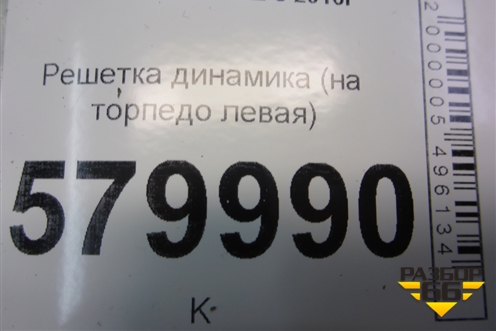 Решетка динамика (на
торпедо левая)
579990
К-
2000005496134
РАЗБОР
66